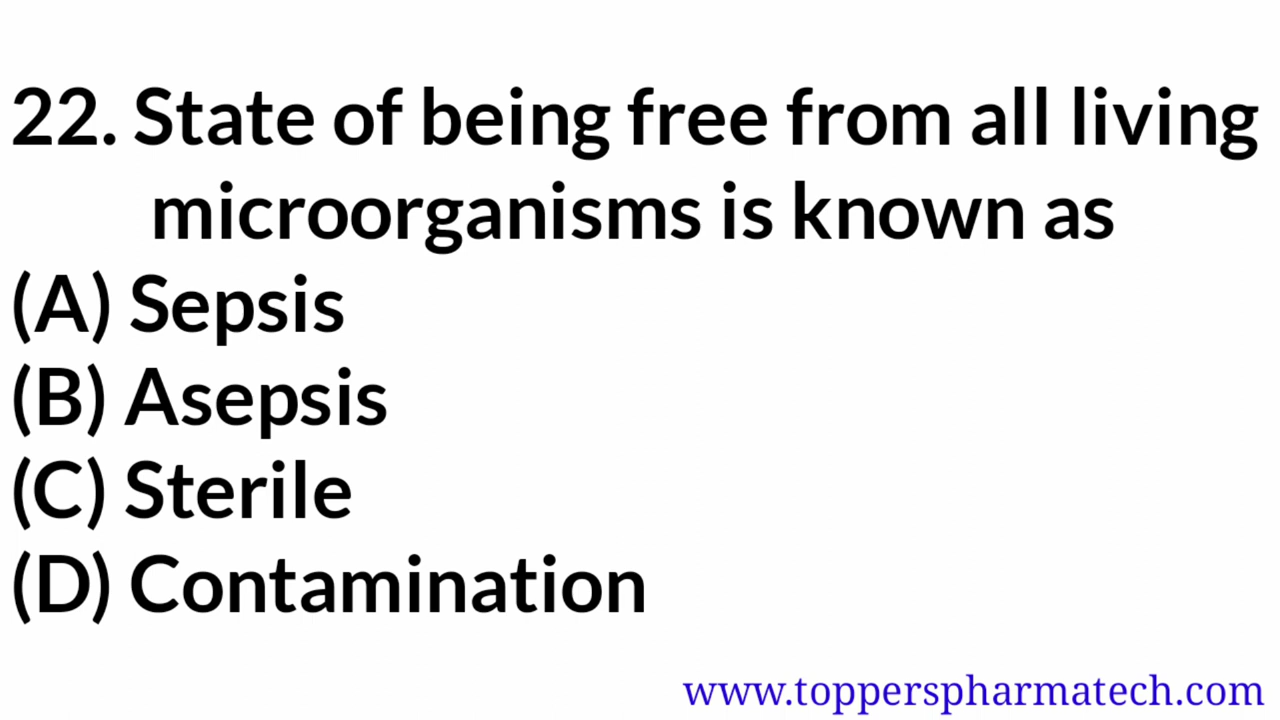 22. State of being free from all living
microorganisms is known as
(A) Sepsis
(B) Asepsis
(C) Sterile
(D) Contamination
www.topperspharmatech.com